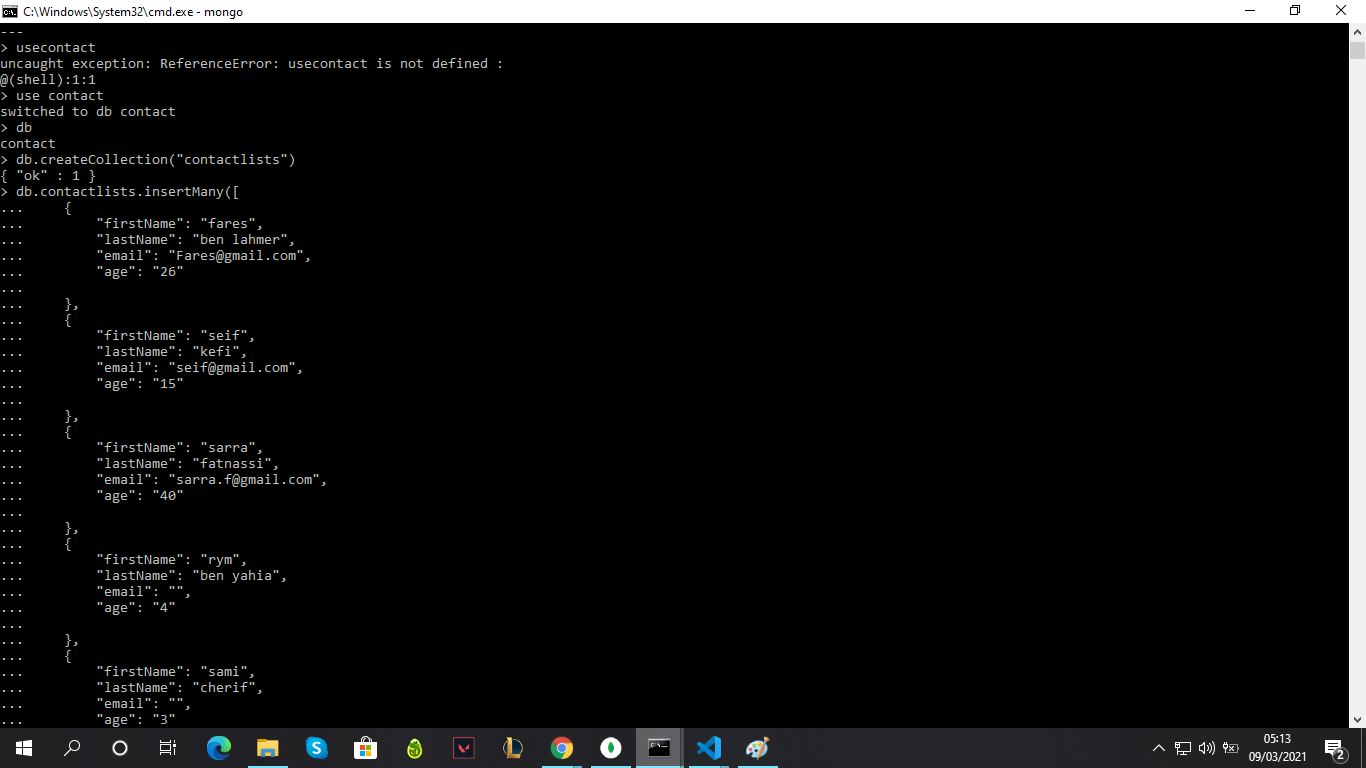 C:\Windows\System32\cmd.exe - mongo
---
> usecontact
uncaught exception: ReferenceError: usecontact is not defined :
@(shell):1:1
> use contact
switched to db contact
> db
contact
> db.createCollection("contactlists")
{ "ok" : 1 }
> db.contactlists.insertMany([
...     {
...         "firstName": "fares",
...         "lastName": "ben lahmer",
...         "email": "Fares@gmail.com",
...         "age": "26"
...
...     },
...     {
...         "firstName": "seif",
...         "lastName": "kefi",
...         "email": "seif@gmail.com",
...         "age": "15"
...
...     },
...     {
...         "firstName": "sarra",
...         "lastName": "fatnassi",
...         "email": "sarra.f@gmail.com",
...         "age": "40"
...
...     },
...     {
...         "firstName": "rym",
...         "lastName": "ben yahia",
...         "email": "",
...         "age": "4"
...
...     },
...     {
...         "firstName": "sami",
...         "lastName": "cherif",
...         "email": "",
...         "age": "3"
05:13
09/03/2021
2